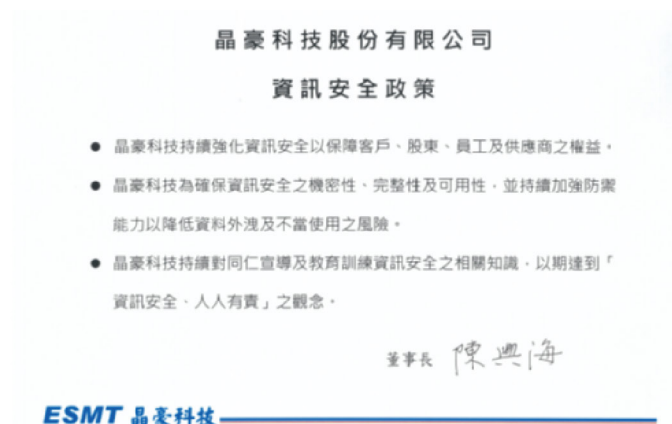 晶豪科技股份有限公司
資訊安全政策
● 晶豪科技持續強化資訊安全以保障客戶、股東、員工及供應商之權益。
● 晶豪科技為確保資訊安全之機密性、完整性及可用性，並持續加強防禦
能力以降低資料外洩及不當使用之風險。
● 晶豪科技持續對同仁宣導及教育訓練資訊安全之相關知識，以期達到「
資訊安全、人人有責」之觀念。
董事長 陳興海
ESMT 晶豪科技